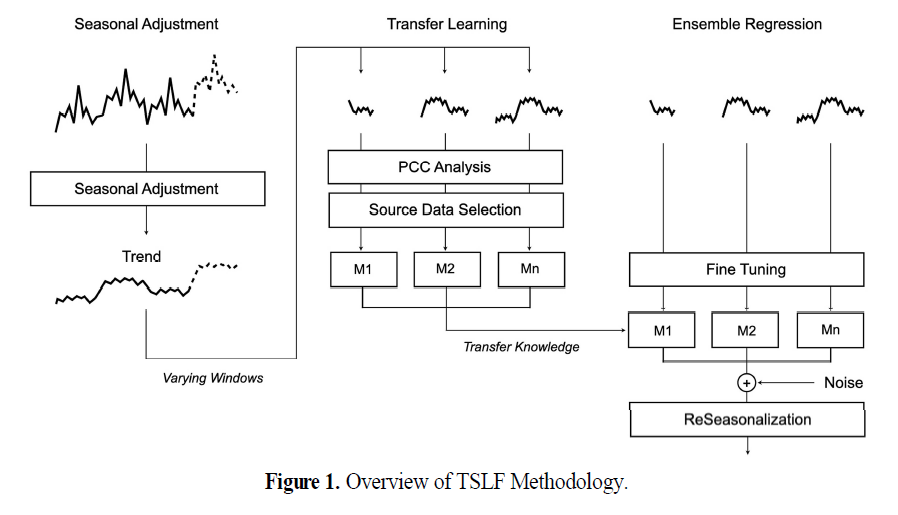 Seasonal Adjustment
Transfer Learning
Ensemble Regression
Seasonal Adjustment
Trend
Varying Windows
PCC Analysis
Source Data Selection
M1
M2
Mn
Transfer Knowledge
Fine Tuning
M1
M2
Mn
Noise
ReSeasonalization
Figure 1. Overview of TSLF Methodology.